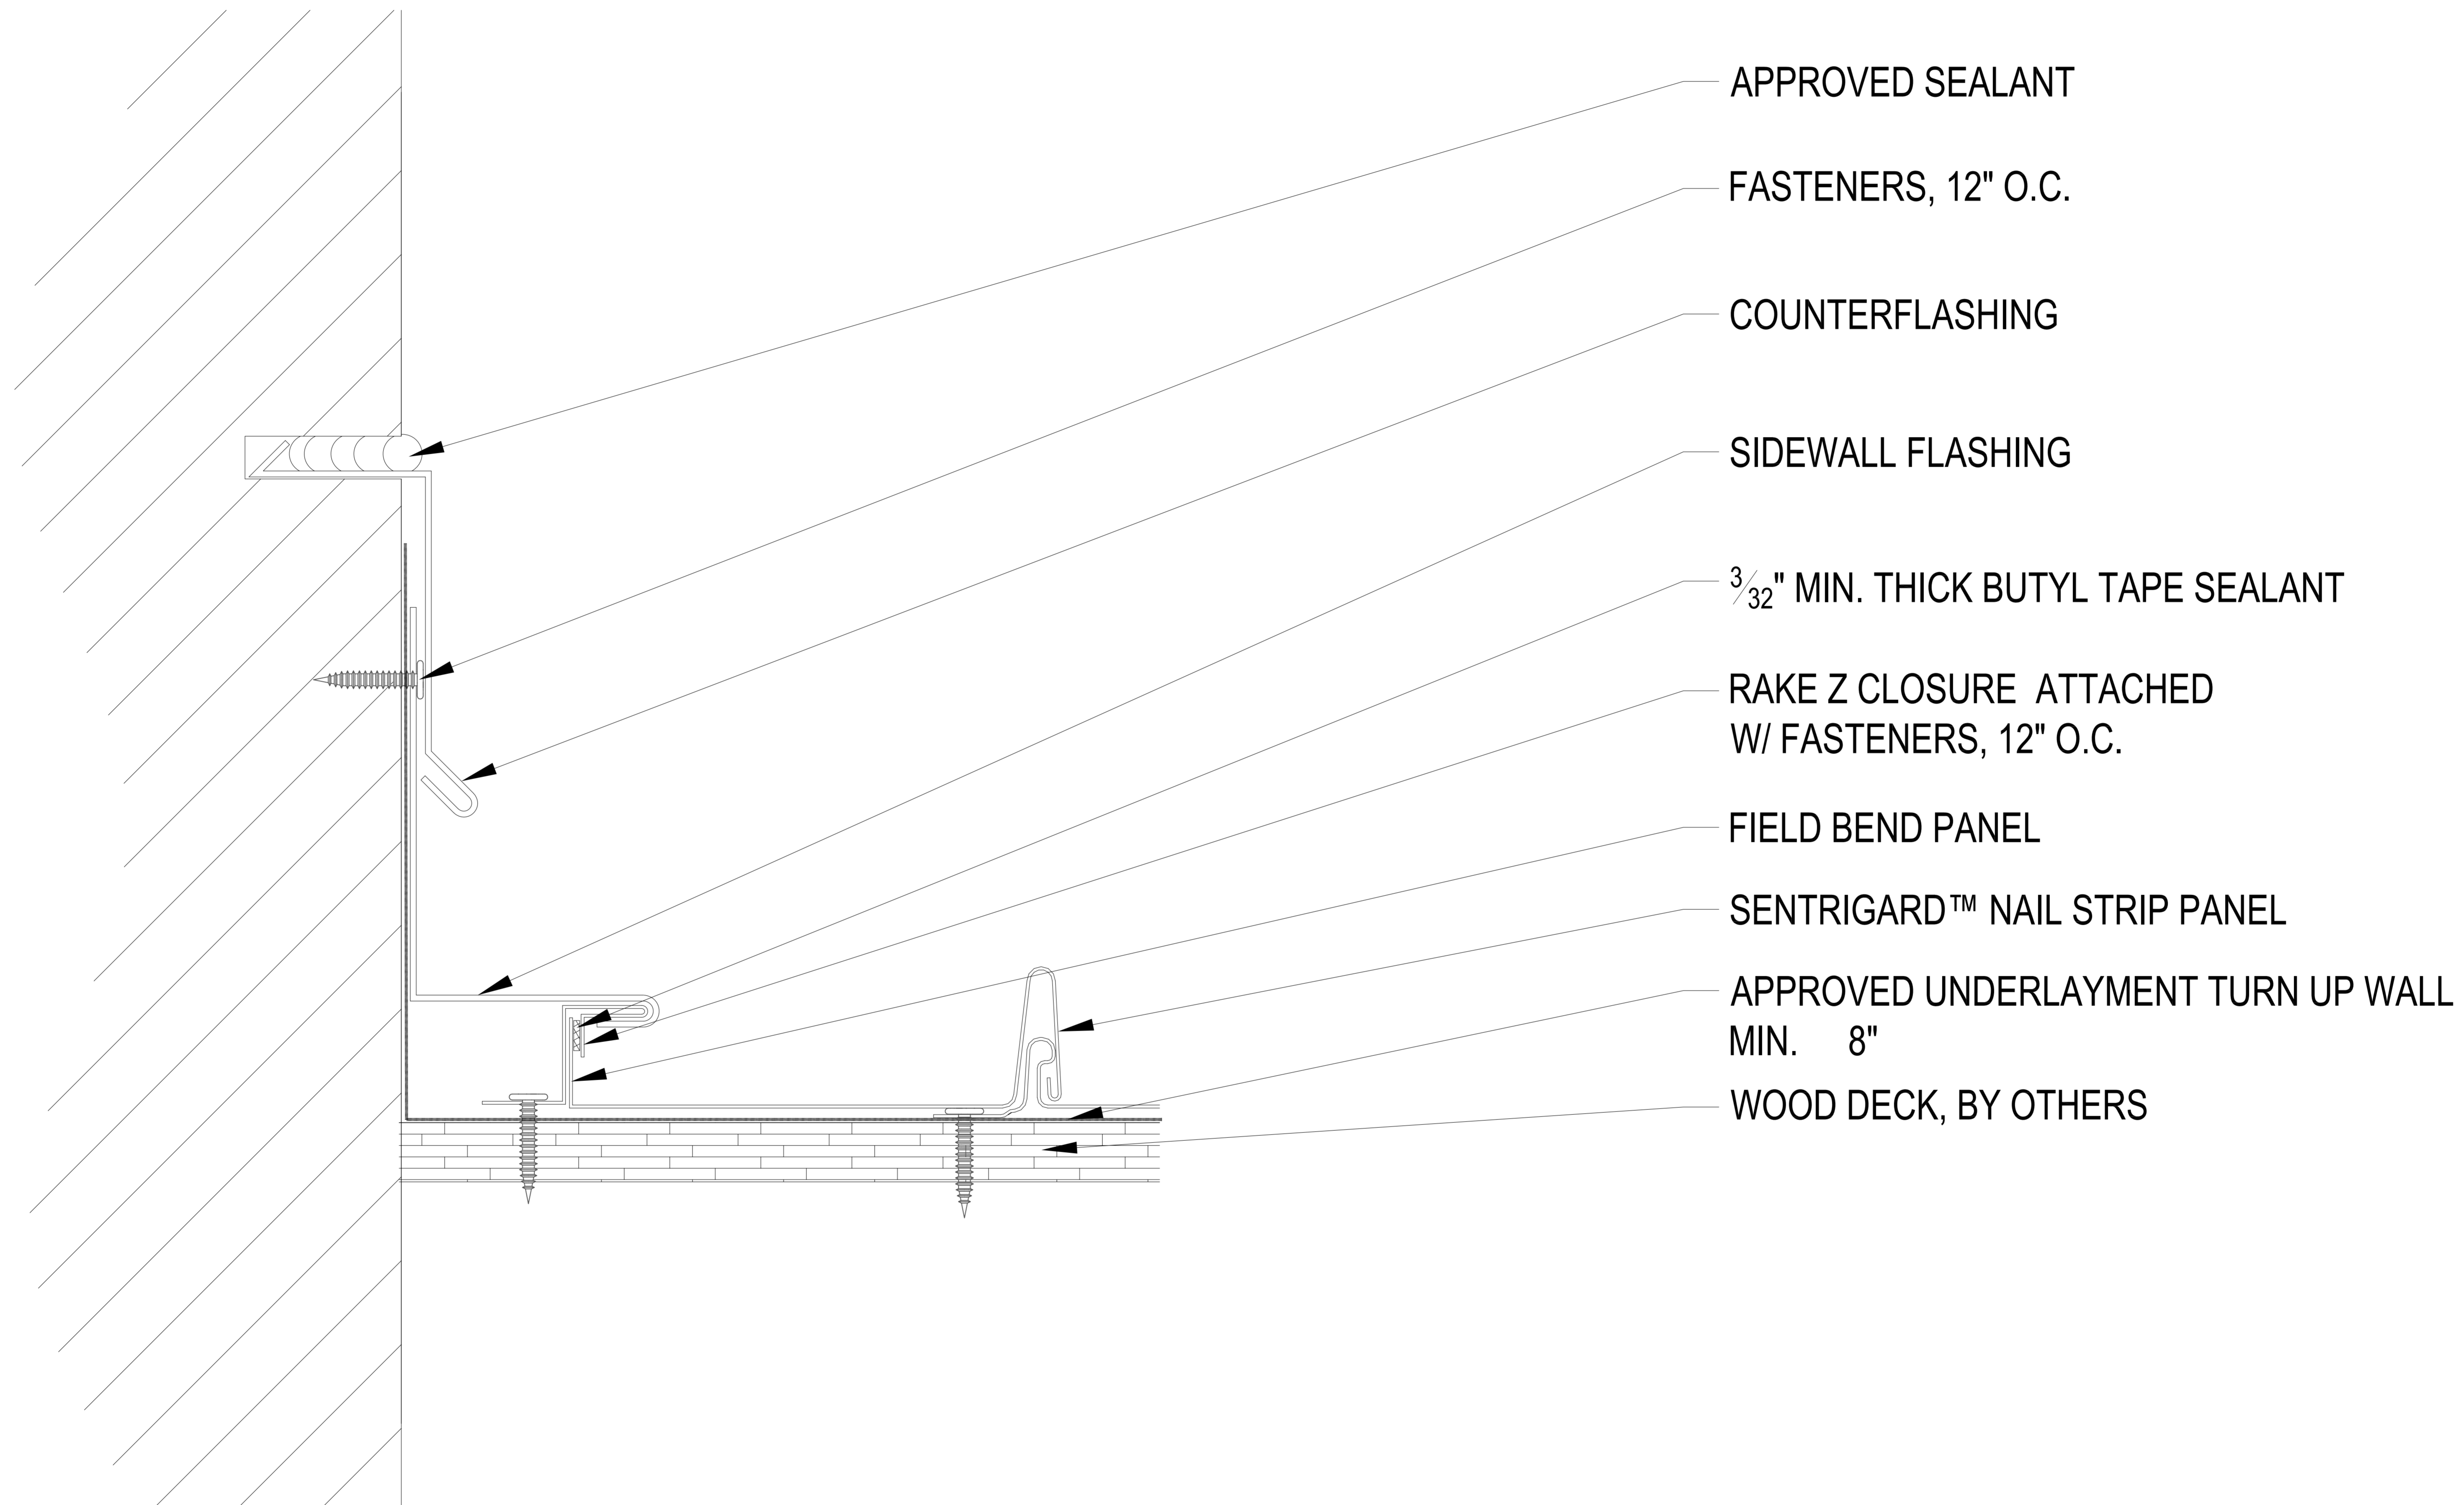 APPROVED SEALANT
FASTENERS, 12" O.C.
COUNTERFLASHING
SIDEWALL FLASHING
3/32" MIN. THICK BUTYL TAPE SEALANT
RAKE Z CLOSURE ATTACHED
W/ FASTENERS, 12" O.C.
FIELD BEND PANEL
SENTRIGARD™ NAIL STRIP PANEL
APPROVED UNDERLAYMENT TURN UP WALL
MIN. 8"
WOOD DECK, BY OTHERS